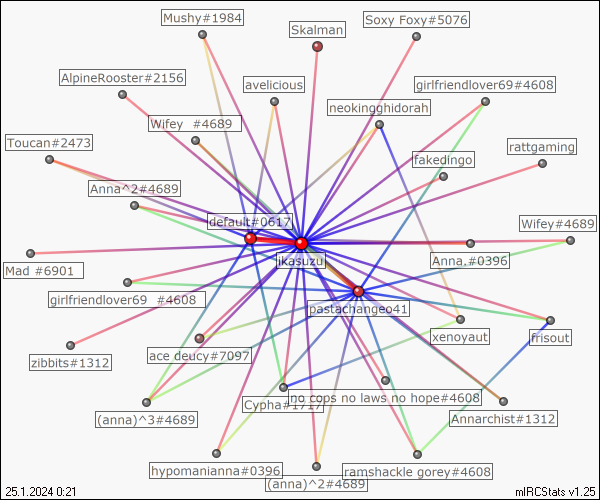 Mushy#1984
Skalman
Soxy Foxy#5076
AlpineRooster#2156
avelicious
girlfriendlover69#4608
neokingghidorah
Wifey #4689
Toucan#2473
rattgaming
fakedingo
Anna^2#4689
default#0617
Wifey#4689
ikasuzu
Anna.#0396
Mad #6901
girlfriendlover69 #4608
pastachangeo41
xenoyaut
frisout
zibbits#1312
ace deucy#7097
no cops no laws no hope#4608
Cypha#1717
(anna)^3#4689
Annarchist#1312
hypomanianna#0396
ramshackle gorey#4608
(anna)^2#4689
25.1.2024 0:21
mIRCStats v1.25